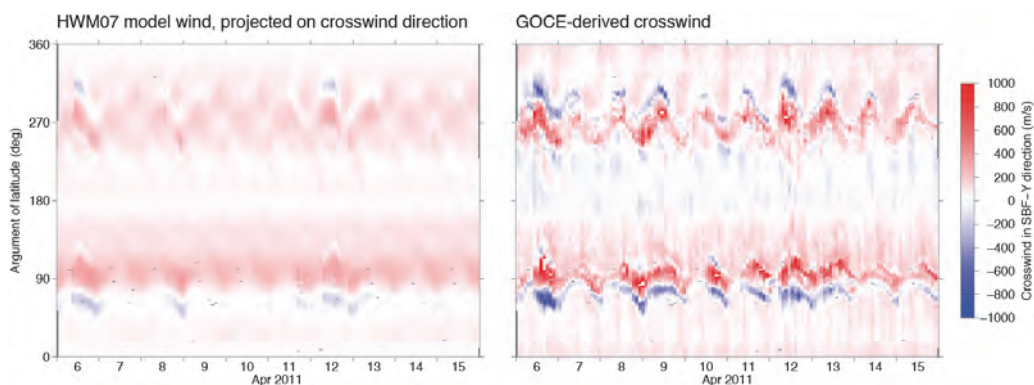 HWM07 model wind, projected on crosswind direction
GOCE-derived crosswind
360
270
180
90
0
Argument of latitude (deg)
6 7 8 9 10 11 12 13 14 15
Apr 2011
6 7 8 9 10 11 12 13 14 15
Apr 2011
1000
800
600
400
200
0
−200
−400
−600
−800
−1000
Crosswind in SBF−Y direction (m/s)